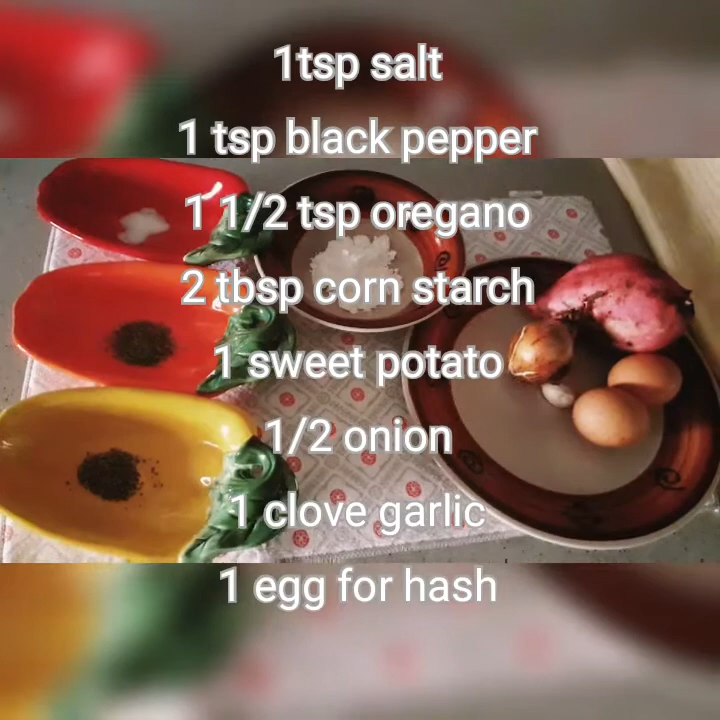 1tsp salt
1 tsp black pepper
1 1/2 tsp oregano
2 tbsp corn starch
1 sweet potato
1/2 onion
1 clove garlic
1 egg for hash